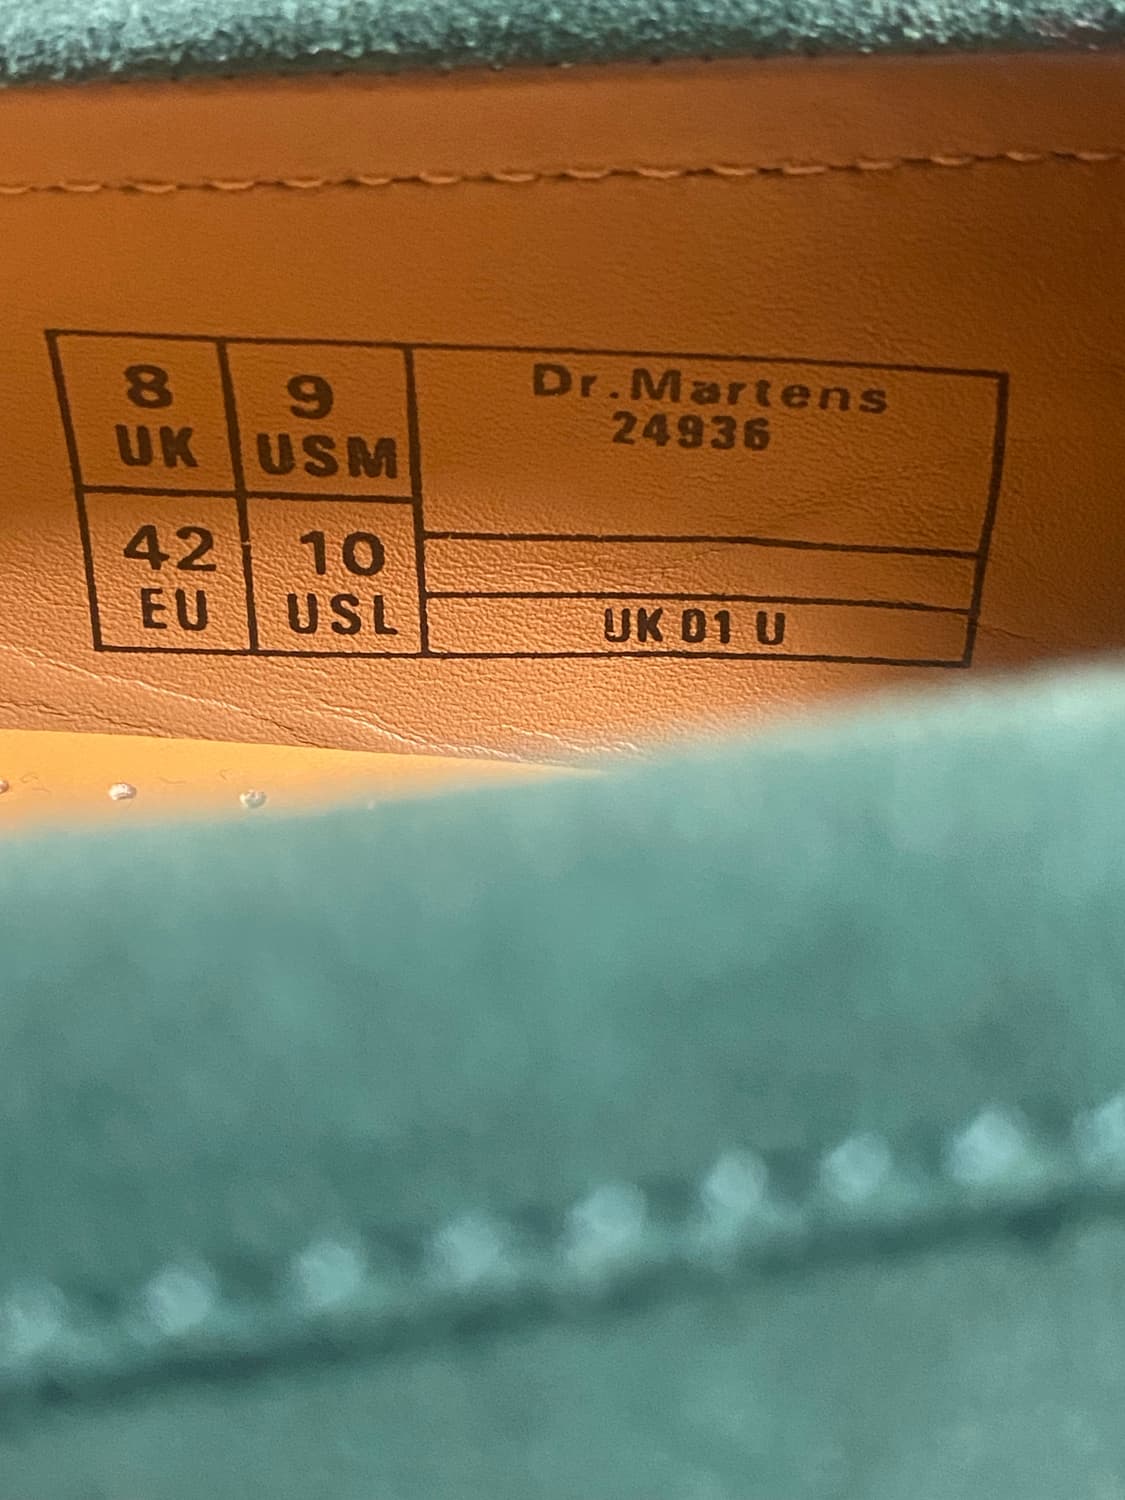 8
UK
9
USM
42
EU
10
USL
Dr.Martens
24936
UK 01 U